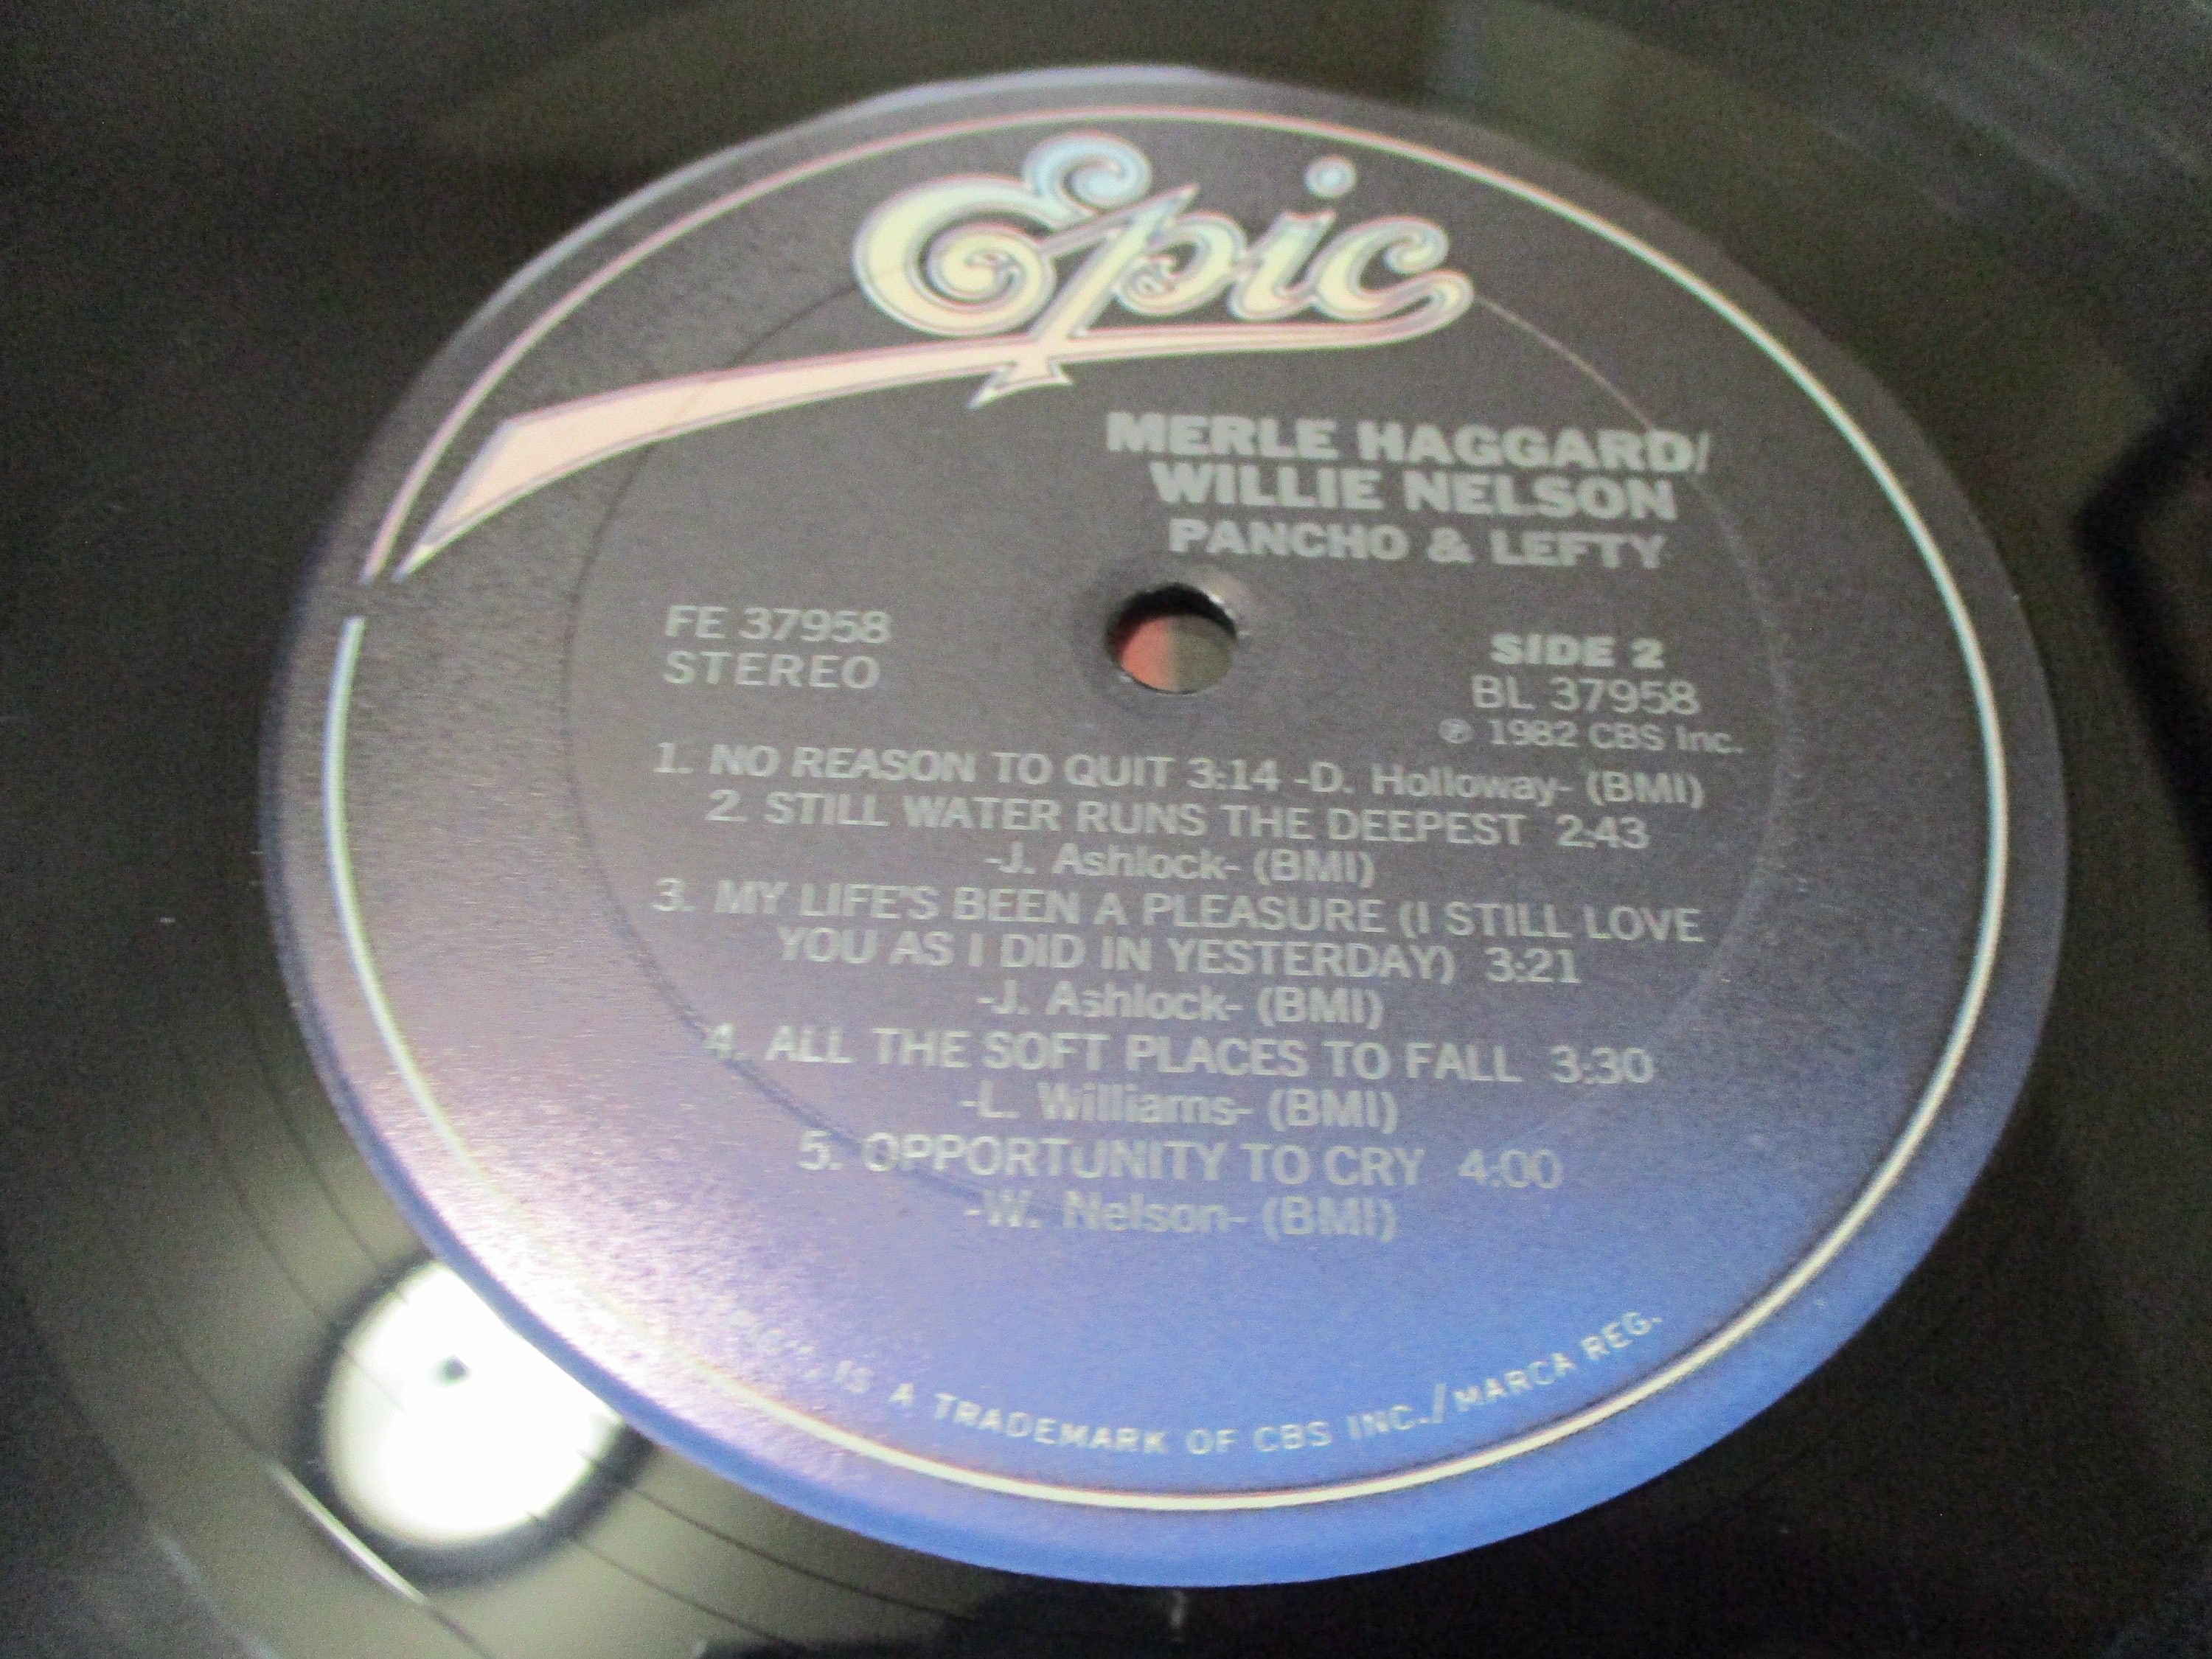 Epic
MERLE HAGGARD/
WILLIE NELSON
PANCHO & LEFTY
FE 37958
STEREO
SIDE 2
BL 37958
℗ 1982 CBS Inc.
1. NO REASON TO QUIT 3:14 -D. Holloway- (BMI)
2. STILL WATER RUNS THE DEEPEST 2:43
-J. Ashlock- (BMI)
3. MY LIFE'S BEEN A PLEASURE (I STILL LOVE
YOU AS I DID IN YESTERDAY) 3:21
-J. Ashlock- (BMI)
4. ALL THE SOFT PLACES TO FALL 3:30
-L. Williams- (BMI)
5. OPPORTUNITY TO CRY 4:00
-W. Nelson- (BMI)
IS A TRADEMARK OF CBS INC./MARCA REG.